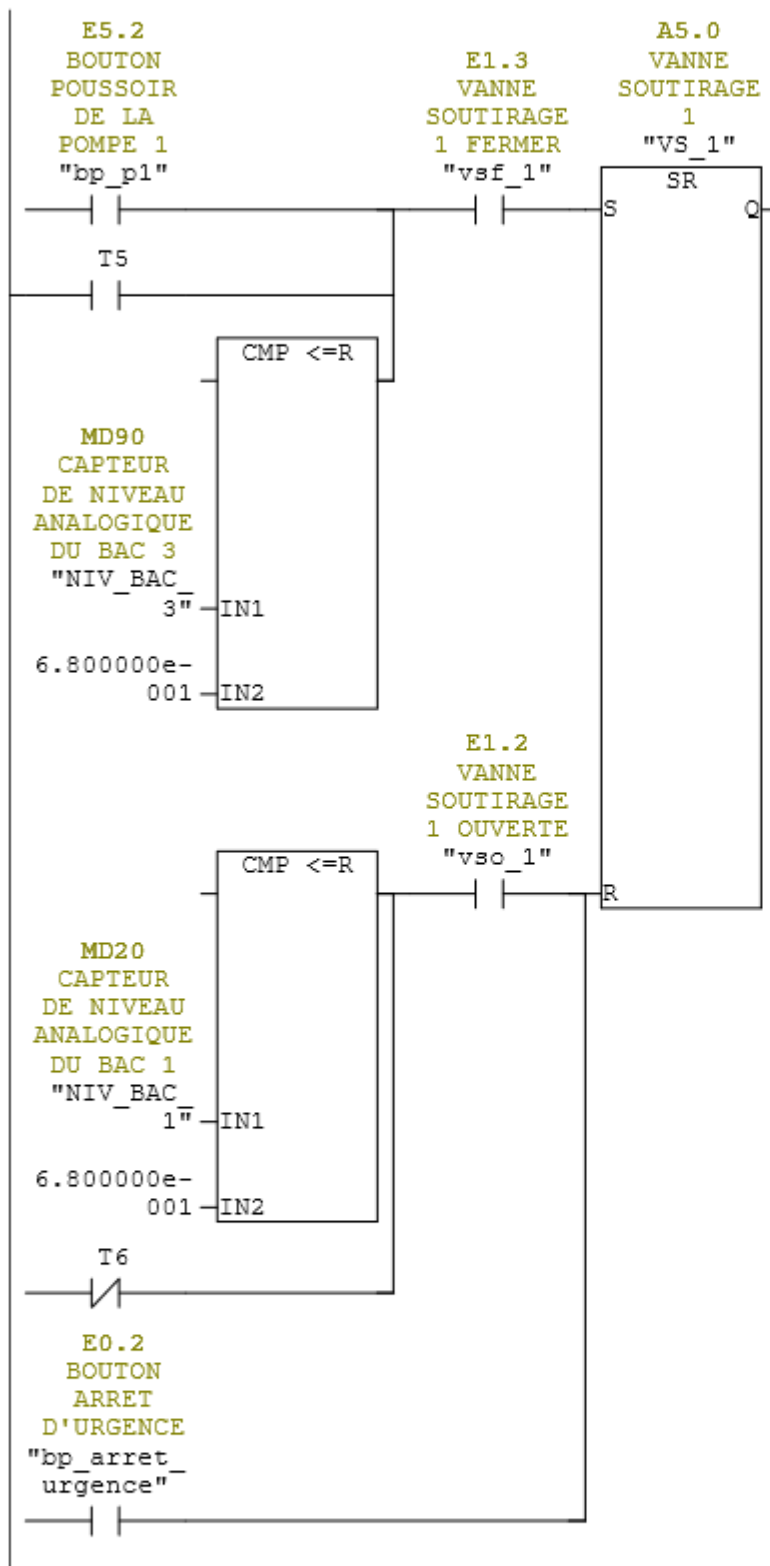 E5.2
BOUTON
POUSSOIR
DE LA
POMPE 1
"bp_p1"
E1.3
VANNE
SOUTIRAGE
1 FERMER
"vsf_1"
A5.0
VANNE
SOUTIRAGE
1
"VS_1"
SR
S
Q
T5
CMP <=R
MD90
CAPTEUR
DE NIVEAU
ANALOGIQUE
DU BAC 3
"NIV_BAC_
3"
IN1
6.800000e-
001
IN2
E1.2
VANNE
SOUTIRAGE
1 OUVERTE
"vso_1"
R
CMP <=R
MD20
CAPTEUR
DE NIVEAU
ANALOGIQUE
DU BAC 1
"NIV_BAC_
1"
IN1
6.800000e-
001
IN2
T6
E0.2
BOUTON
ARRET
D'URGENCE
"bp_arret_
urgence"